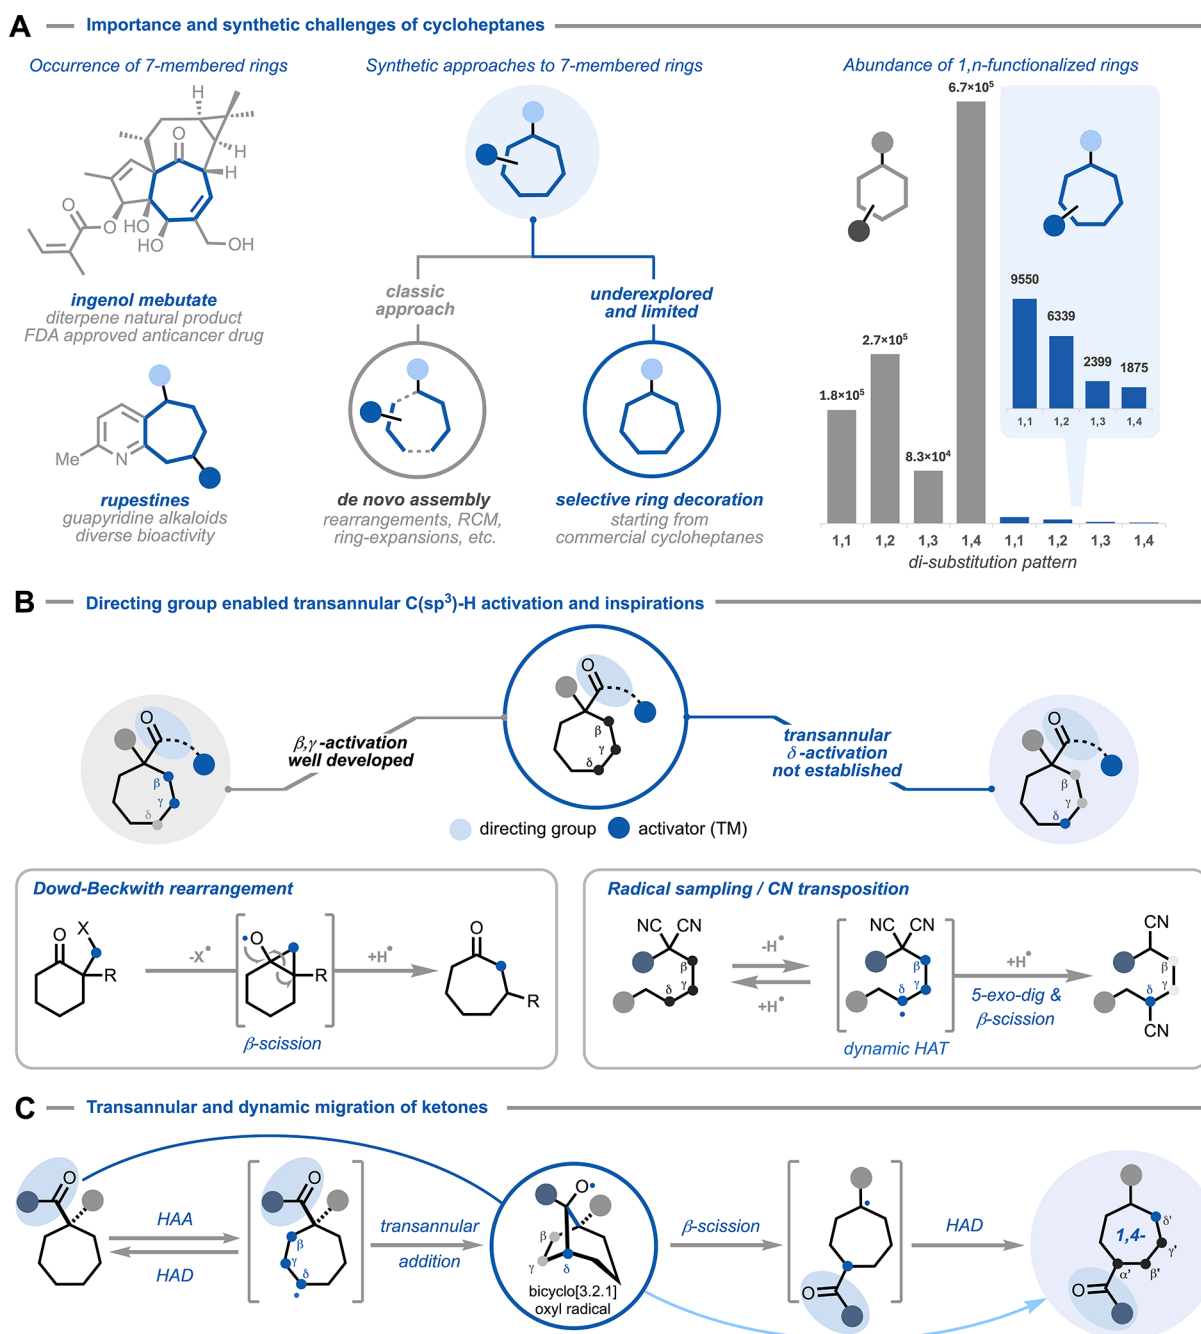 A
Importance and synthetic challenges of cycloheptanes
Occurrence of 7-membered rings
H
O
H
H
O
O
HO
HO
OH
ingenol mebutate
diterpene natural product
FDA approved anticancer drug
Me
N
rupestines
guapyridine alkaloids
diverse bioactivity
Synthetic approaches to 7-membered rings
classic
approach
underexplored
and limited
de novo assembly
rearrangements, RCM,
ring-expansions, etc.
selective ring decoration
starting from
commercial cycloheptanes
Abundance of 1,n-functionalized rings
6.7×10⁵
2.7×10⁵
1.8×10⁵
8.3×10⁴
9550
6339
2399
1875
1,1
1,2
1,3
1,4
1,1
1,2
1,3
1,4
1,1
1,2
1,3
1,4
di-substitution pattern
B
Directing group enabled transannular C(sp³)-H activation and inspirations
O
β
γ
δ
β,γ-activation
well developed
O
β
γ
δ
transannular
δ-activation
not established
O
β
γ
δ
directing group
activator (TM)
Dowd-Beckwith rearrangement
X
O
R
-X•
•O
R
β-scission
+H•
O
R
Radical sampling / CN transposition
NC
CN
β
γ
δ
-H•
+H•
NC
CN
β
γ
δ
•
dynamic HAT
+H•
5-exo-dig &
β-scission
CN
β
γ
δ
CN
C
Transannular and dynamic migration of ketones
O
HAA
HAD
O
β
γ
δ
•
transannular
addition
O•
β
γ
δ
bicyclo[3.2.1]
oxyl radical
β-scission
•
O
HAD
δ'
1,4-
γ'
α'
β'
O